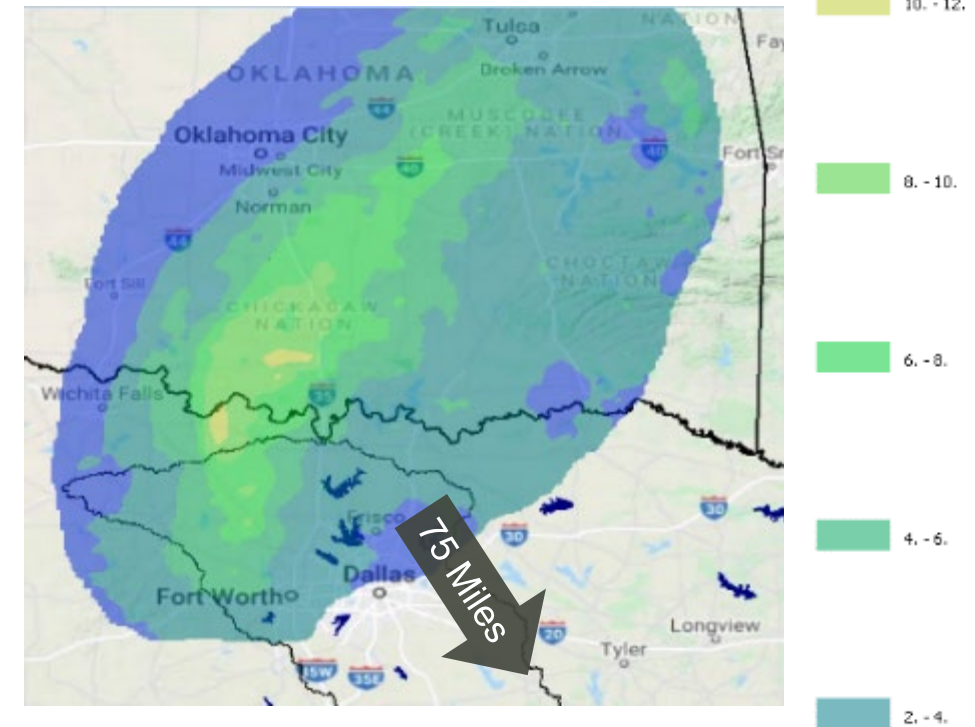 NATION
Tulsa
Fay
OKLAHOMA
Broken Arrow
44
MUSCOGEE
(CREEK) NATION
Oklahoma City
40
40
Midwest City
Fort Sr
Norman
44
CHOCTAW
NATION
Fort Sill
CHICKASAW
NATION
Wichita Falls
35
30
Frisco
30
75 Miles
Dallas
Fort Worth
20
Longview
Tyler
35W
35E
10. - 12.
8. - 10.
6. - 8.
4. - 6.
2. - 4.